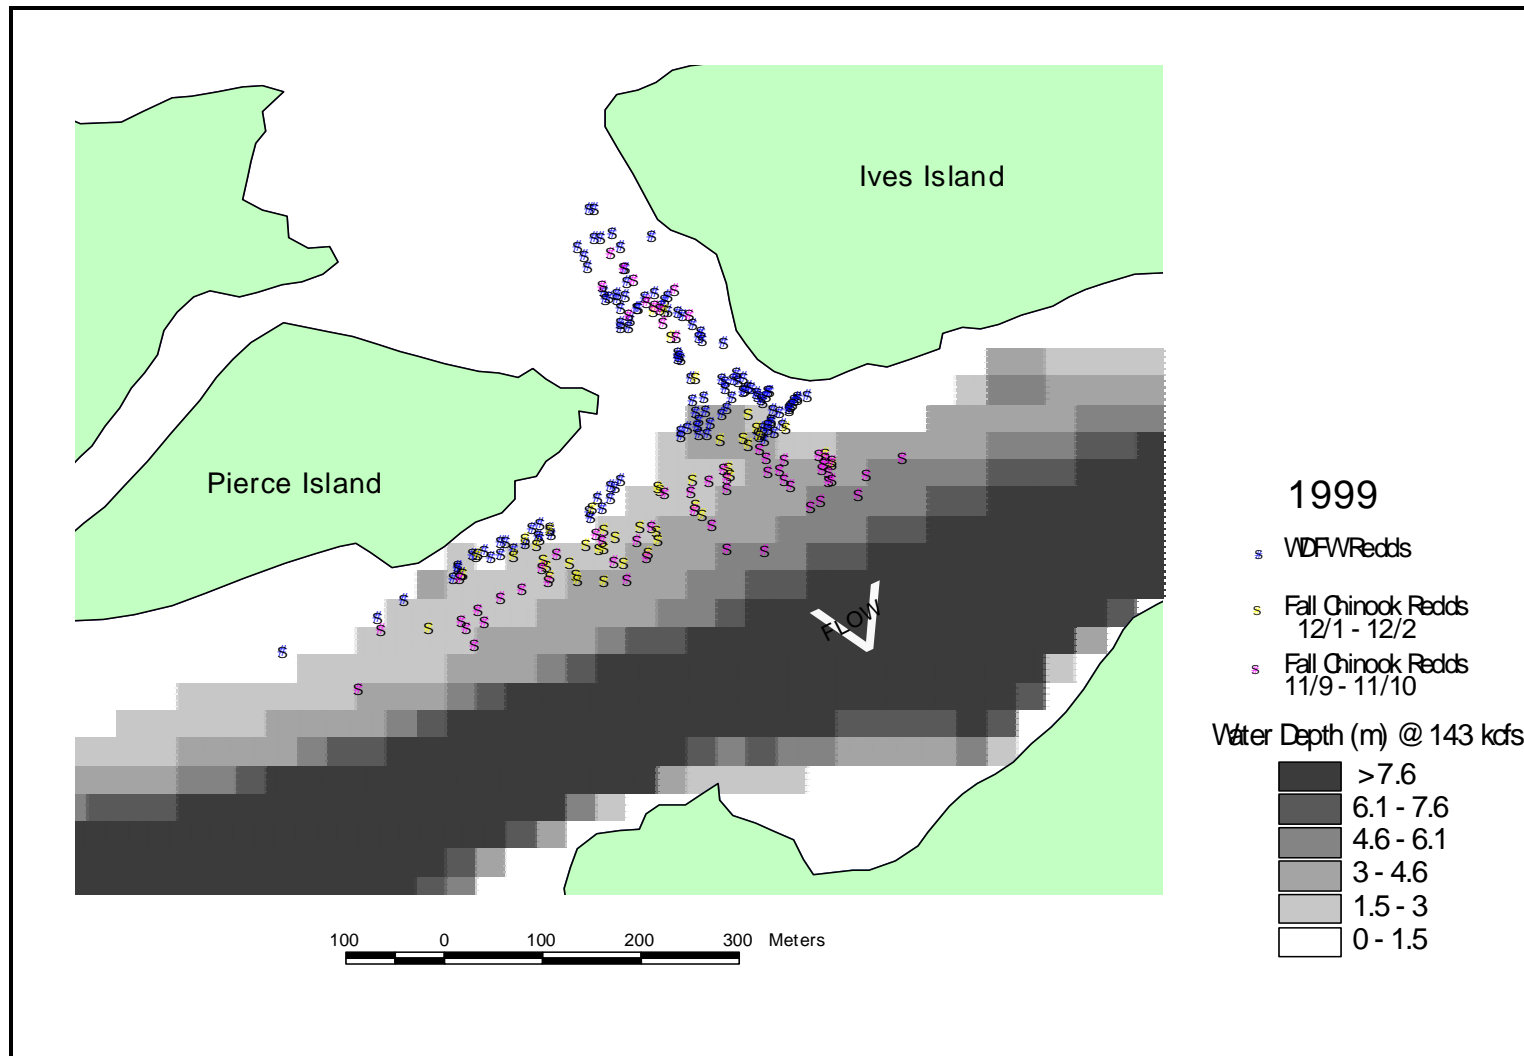 Ives Island
Pierce Island
FLOW
1999
WDFW Redds
Fall Chinook Redds
12/1 - 12/2
Fall Chinook Redds
11/9 - 11/10
Water Depth (m) @ 143 kcfs
>7.6
6.1 - 7.6
4.6 - 6.1
3 - 4.6
1.5 - 3
0 - 1.5
100 0 100 200 300 Meters